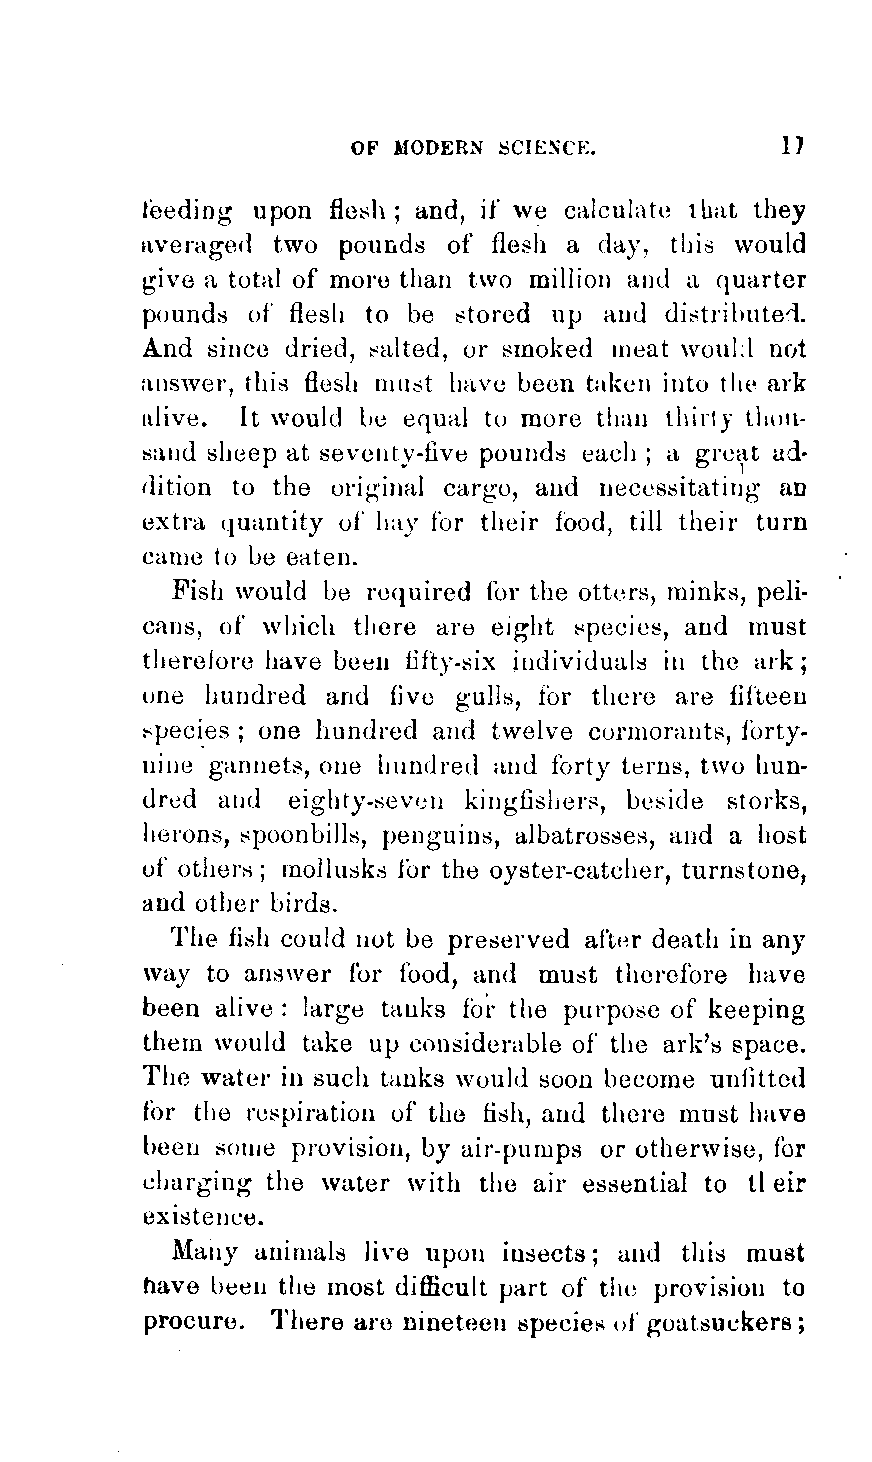 OF MODERN SCIENCE. 17
feeding upon flesh; and, if we calculate that they
averaged two pounds of flesh a day, this would
give a total of more than two million and a quarter
pounds of flesh to be stored up and distributed.
And since dried, salted, or smoked meat would not
answer, this flesh must have been taken into the ark
alive. It would be equal to more than thirty thou-
sand sheep at seventy-five pounds each; a great ad-
dition to the original cargo, and necessitating an
extra quantity of hay for their food, till their turn
came to be eaten.
Fish would be required for the otters, minks, peli-
cans, of which there are eight species, and must
therefore have been fifty-six individuals in the ark;
one hundred and five gulls, for there are fifteen
species; one hundred and twelve cormorants, forty-
nine gannets, one hundred and forty terns, two hun-
dred and eighty-seven kingfishers, beside storks,
herons, spoonbills, penguins, albatrosses, and a host
of others; mollusks for the oyster-catcher, turnstone,
and other birds.
The fish could not be preserved after death in any
way to answer for food, and must therefore have
been alive: large tanks for the purpose of keeping
them would take up considerable of the ark's space.
The water in such tanks would soon become unfitted
for the respiration of the fish, and there must have
been some provision, by air-pumps or otherwise, for
charging the water with the air essential to their
existence.
Many animals live upon insects; and this must
have been the most difficult part of the provision to
procure. There are nineteen species of goatsuckers;